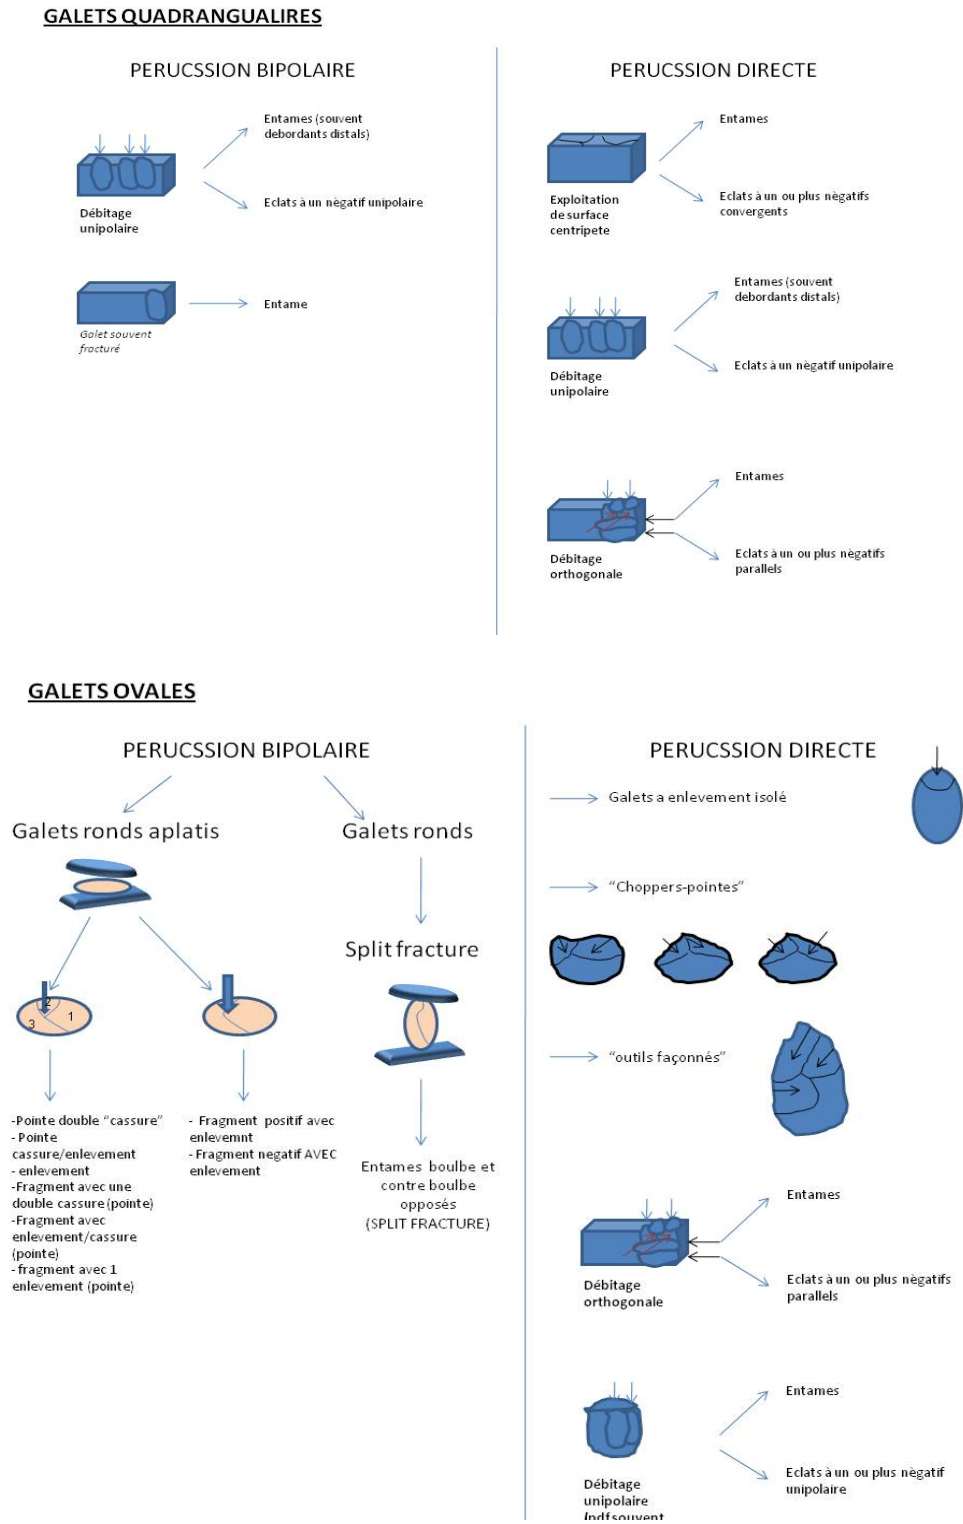 GALETS QUADRANGUALIRES
PERUCSSION BIPOLAIRE
Entames (souvent
debordants distals)
Eclats à un nègatif unipolaire
Débitage
unipolaire
Entame
Galet souvent
fracturé
PERUCSSION DIRECTE
Entames
Eclats à un ou plus nègatifs
convergents
Exploitation
de surface
centripete
Entames (souvent
debordants distals)
Eclats à un nègatif unipolaire
Débitage
unipolaire
Entames
Eclats à un ou plus nègatifs
parallels
Débitage
orthogonale
GALETS OVALES
PERUCSSION BIPOLAIRE
Galets ronds aplatis
Galets ronds
Split fracture
2
1
3
-Pointe double “cassure”
- Pointe
cassure/enlevement
- enlevement
-Fragment avec une
double cassure (pointe)
-Fragment avec
enlevement/cassure
(pointe)
- fragment avec 1
enlevement (pointe)
- Fragment positif avec
enlevemnt
- Fragment negatif AVEC
enlevement
Entames boulbe et
contre boulbe
opposés
(SPLIT FRACTURE)
PERUCSSION DIRECTE
Galets a enlevement isolé
“Choppers-pointes”
“outils façonnés”
Entames
Eclats à un ou plus nègatifs
parallels
Débitage
orthogonale
Entames
Eclats à un ou plus nègatif
unipolaire
Débitage
unipolaire
(pdf souvent